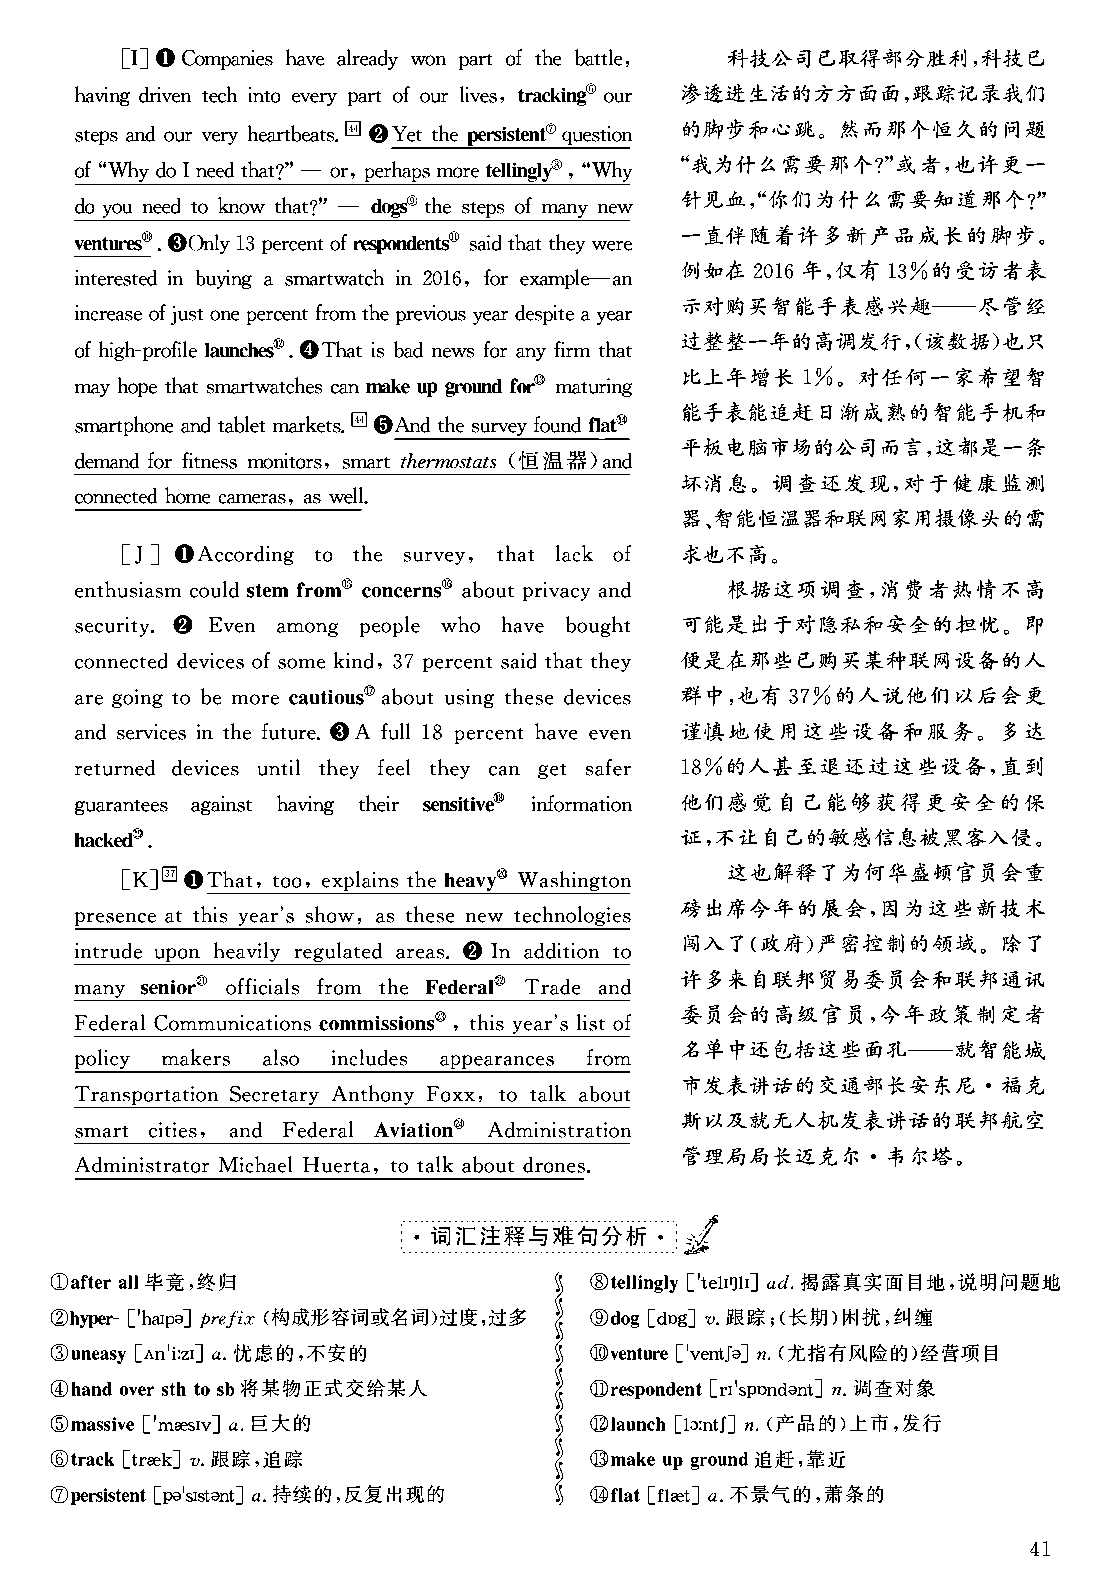 [I] ❶ Companies have already won part of the battle,
having driven tech into every part of our lives, tracking⑥ our
steps and our very heartbeats. 44 ❷ Yet the persistent⑦ question
of “Why do I need that?” — or, perhaps more tellingly⑧, “Why
do you need to know that?” — dogs⑨ the steps of many new
ventures⑩. ❸Only 13 percent of respondents⑪ said that they were
interested in buying a smartwatch in 2016, for example—an
increase of just one percent from the previous year despite a year
of high-profile launches⑫. ❹That is bad news for any firm that
may hope that smartwatches can make up ground for⑬ maturing
smartphone and tablet markets. 44 ❺And the survey found flat⑭
demand for fitness monitors, smart thermostats (恒温器)and
connected home cameras, as well.
[J] ❶According to the survey, that lack of
enthusiasm could stem from⑮ concerns⑯ about privacy and
security. ❷ Even among people who have bought
connected devices of some kind, 37 percent said that they
are going to be more cautious⑰ about using these devices
and services in the future. ❸ A full 18 percent have even
returned devices until they feel they can get safer
guarantees against having their sensitive⑱ information
hacked⑲.
[K] 37 ❶That, too, explains the heavy⑳ Washington
presence at this year's show, as these new technologies
intrude upon heavily regulated areas. ❷ In addition to
many senior㉑ officials from the Federal㉒ Trade and
Federal Communications commissions㉓, this year's list of
policy makers also includes appearances from
Transportation Secretary Anthony Foxx, to talk about
smart cities, and Federal Aviation㉔ Administration
Administrator Michael Huerta, to talk about drones.
科技公司已取得部分胜利,科技已
渗透进生活的方方面面,跟踪记录我们
的脚步和心跳。然而那个恒久的问题
“我为什么需要那个?”或者,也许更一
针见血,“你们为什么需要知道那个?”
一直伴随着许多新产品成长的脚步。
例如在 2016 年,仅有 13%的受访者表
示对购买智能手表感兴趣——尽管经
过整整一年的高调发行,(该数据)也只
比上年增长 1%。对任何一家希望智
能手表能追赶日渐成熟的智能手机和
平板电脑市场的公司而言,这都是一条
坏消息。调查还发现,对于健康监测
器、智能恒温器和联网家用摄像头的需
求也不高。
根据这项调查,消费者热情不高
可能是出于对隐私和安全的担忧。即
便是在那些已购买某种联网设备的人
群中,也有 37%的人说他们以后会更
谨慎地使用这些设备和服务。多达
18%的人甚至退还过这些设备,直到
他们感觉自己能够获得更安全的保
证,不让自己的敏感信息被黑客入侵。
这也解释了为何华盛顿官员会重
磅出席今年的展会,因为这些新技术
闯入了(政府)严密控制的领域。除了
许多来自联邦贸易委员会和联邦通讯
委员会的高级官员,今年政策制定者
名单中还包括这些面孔——就智能城
市发表讲话的交通部长安东尼·福克
斯以及就无人机发表讲话的联邦航空
管理局局长迈克尔·韦尔塔。
·词汇注释与难句分析·
①after all 毕竟,终归
②hyper- ['haɪpə] prefix (构成形容词或名词)过度,过多
③uneasy [ʌn'iːzɪ] a. 忧虑的,不安的
④hand over sth to sb 将某物正式交给某人
⑤massive ['mæsɪv] a. 巨大的
⑥track [træk] v. 跟踪,追踪
⑦persistent [pə'sɪstənt] a. 持续的,反复出现的
⑧tellingly ['telɪŋlɪ] ad. 揭露真实面目地,说明问题地
⑨dog [dɒg] v. 跟踪;(长期)困扰,纠缠
⑩venture ['ventʃə] n. (尤指有风险的)经营项目
⑪respondent [rɪ'spɒndənt] n. 调查对象
⑫launch [lɔːntʃ] n. (产品的)上市,发行
⑬make up ground 追赶,靠近
⑭flat [flæt] a. 不景气的,萧条的
41